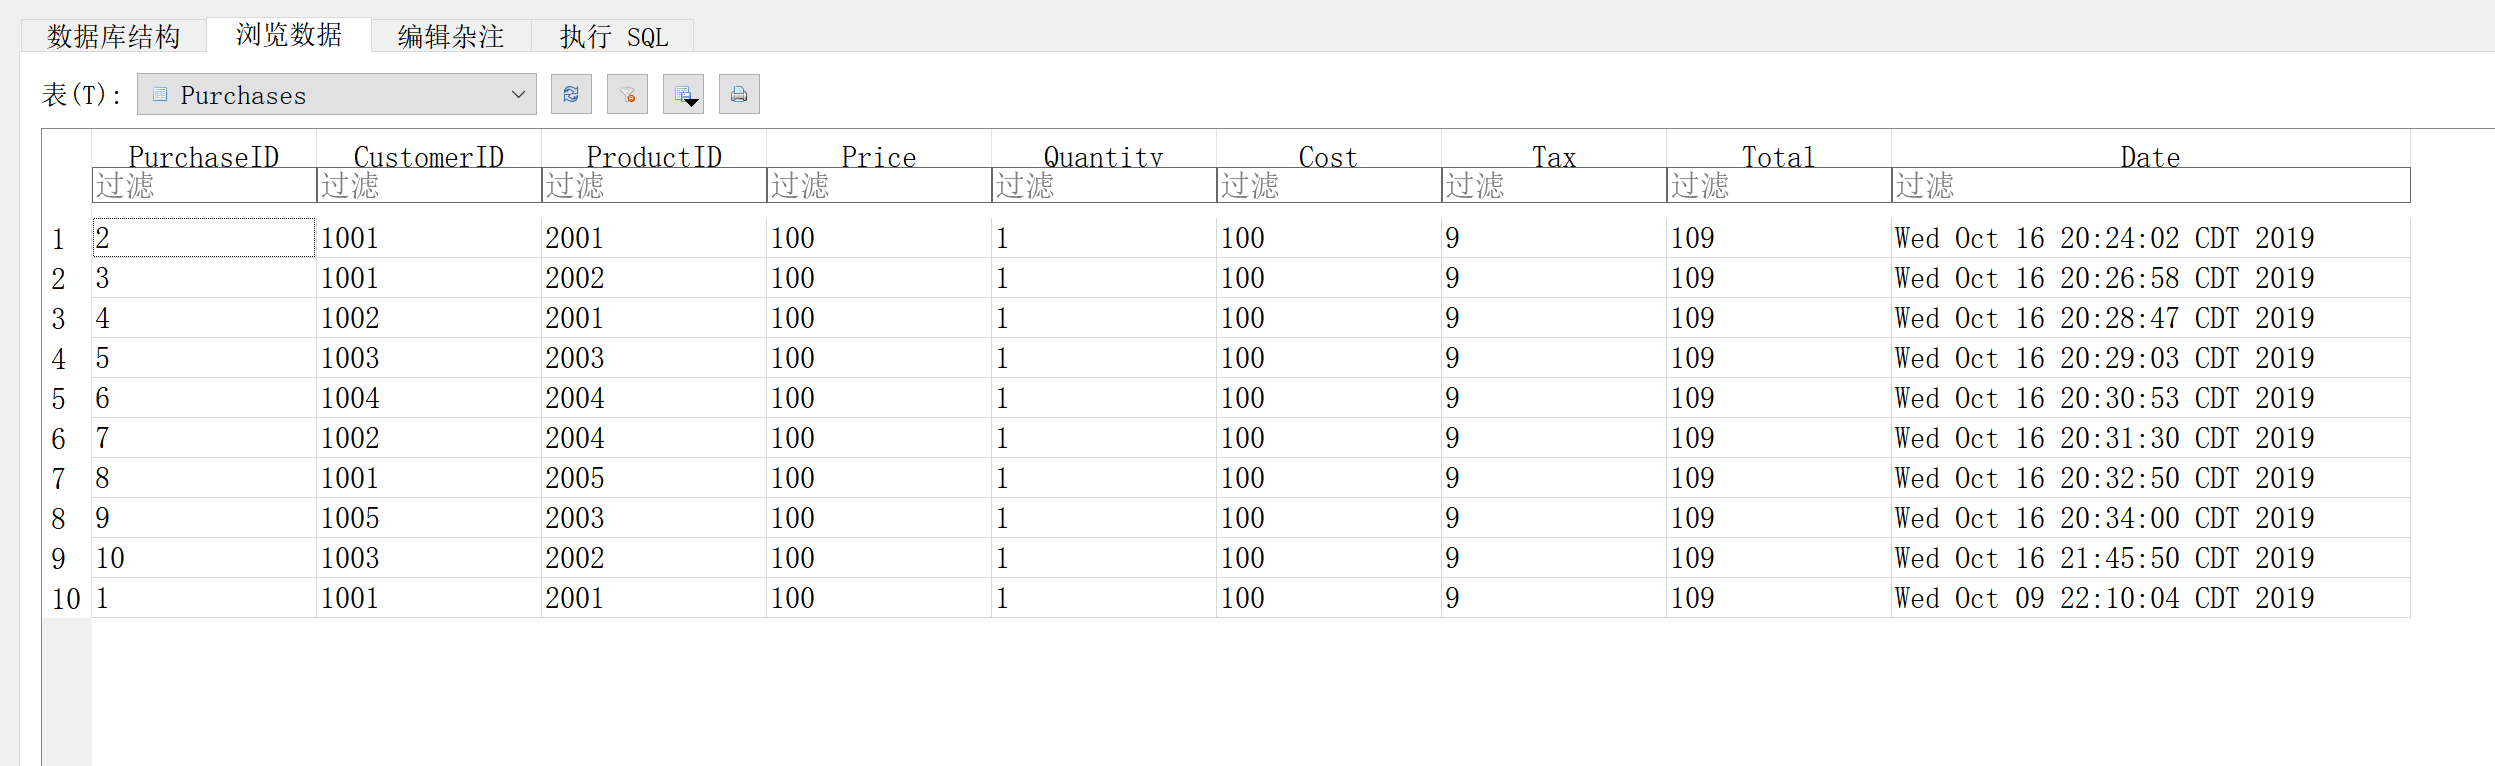 数据库结构 浏览数据 编辑杂注 执行 SQL
表(T): Purchases
PurchaseID CustomerID ProductID Price Quantity Cost Tax Total Date
过滤 过滤 过滤 过滤 过滤 过滤 过滤 过滤 过滤
1 2 1001 2001 100 1 100 9 109 Wed Oct 16 20:24:02 CDT 2019
2 3 1001 2002 100 1 100 9 109 Wed Oct 16 20:26:58 CDT 2019
3 4 1002 2001 100 1 100 9 109 Wed Oct 16 20:28:47 CDT 2019
4 5 1003 2003 100 1 100 9 109 Wed Oct 16 20:29:03 CDT 2019
5 6 1004 2004 100 1 100 9 109 Wed Oct 16 20:30:53 CDT 2019
6 7 1002 2004 100 1 100 9 109 Wed Oct 16 20:31:30 CDT 2019
7 8 1001 2005 100 1 100 9 109 Wed Oct 16 20:32:50 CDT 2019
8 9 1005 2003 100 1 100 9 109 Wed Oct 16 20:34:00 CDT 2019
9 10 1003 2002 100 1 100 9 109 Wed Oct 16 21:45:50 CDT 2019
10 1 1001 2001 100 1 100 9 109 Wed Oct 09 22:10:04 CDT 2019